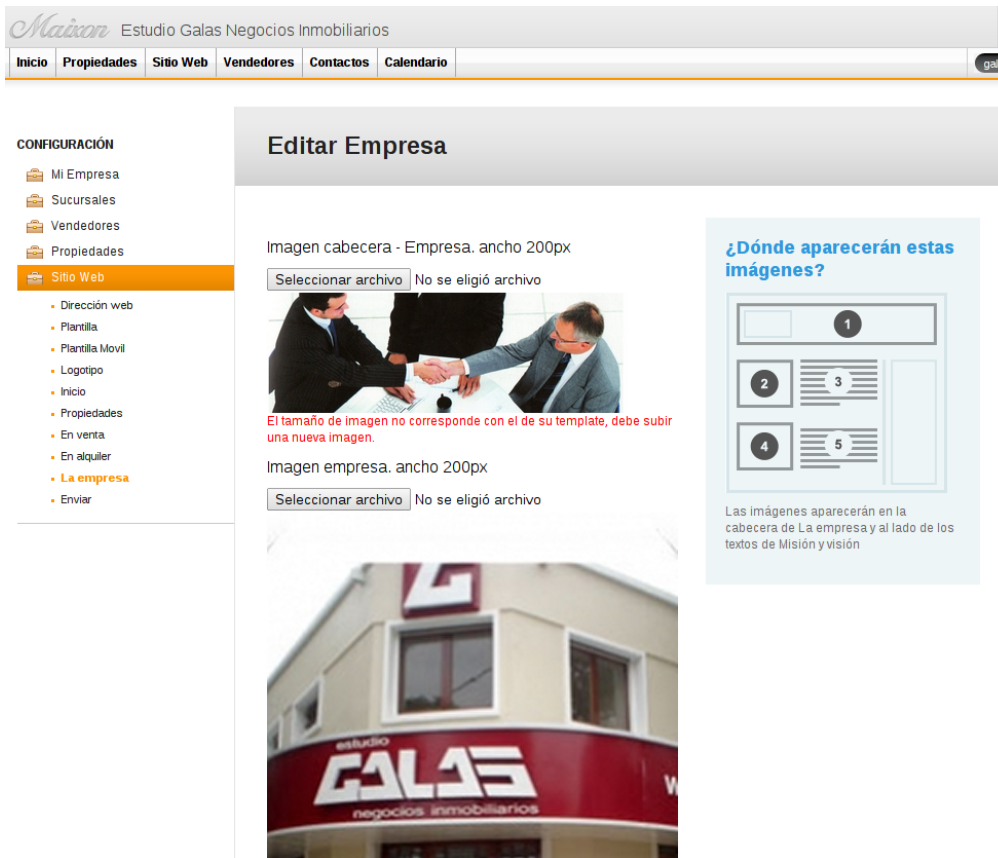 Maixon Estudio Galas Negocios Inmobiliarios
Inicio Propiedades Sitio Web Vendedores Contactos Calendario
CONFIGURACIÓN
Mi Empresa
Sucursales
Vendedores
Propiedades
Sitio Web
Dirección web
Plantilla
Plantilla Movil
Logotipo
Inicio
Propiedades
En venta
En alquiler
La empresa
Enviar
Editar Empresa
Imagen cabecera - Empresa. ancho 200px
Seleccionar archivo No se eligió archivo
El tamaño de imagen no corresponde con el de su template, debe subir
una nueva imagen.
Imagen empresa. ancho 200px
Seleccionar archivo No se eligió archivo
G
estudio
GALAS
negocios inmobiliarios
¿Dónde aparecerán estas
imágenes?
1
2 3
4 5
Las imágenes aparecerán en la
cabecera de La empresa y al lado de los
textos de Misión y visión